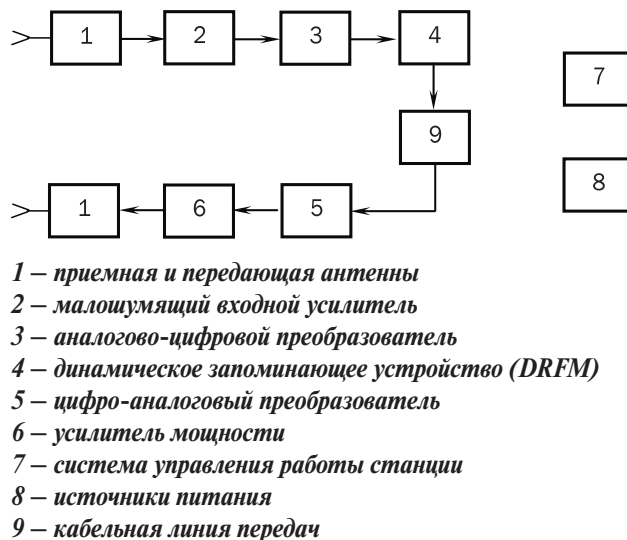 1
2
3
4
7
9
8
1
6
5
1 – приемная и передающая антенны
2 – малошумящий входной усилитель
3 – аналогово-цифровой преобразователь
4 – динамическое запоминающее устройство (DRFM)
5 – цифро-аналоговый преобразователь
6 – усилитель мощности
7 – система управления работы станции
8 – источники питания
9 – кабельная линия передач